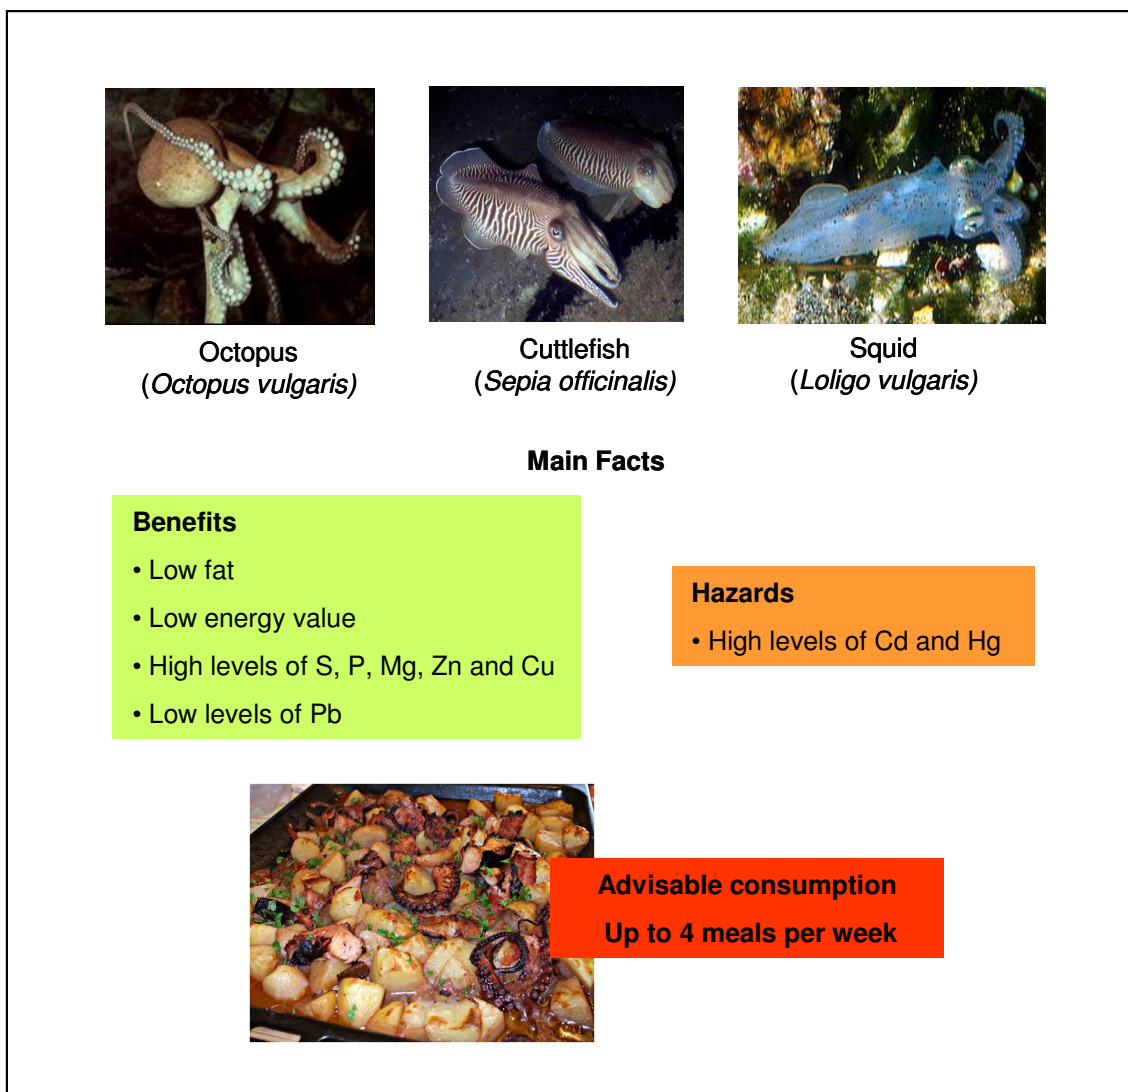 Octopus
(Octopus vulgaris)
Cuttlefish
(Sepia officinalis)
Squid
(Loligo vulgaris)
Main Facts
Benefits
• Low fat
• Low energy value
• High levels of S, P, Mg, Zn and Cu
• Low levels of Pb
Hazards
• High levels of Cd and Hg
Advisable consumption
Up to 4 meals per week